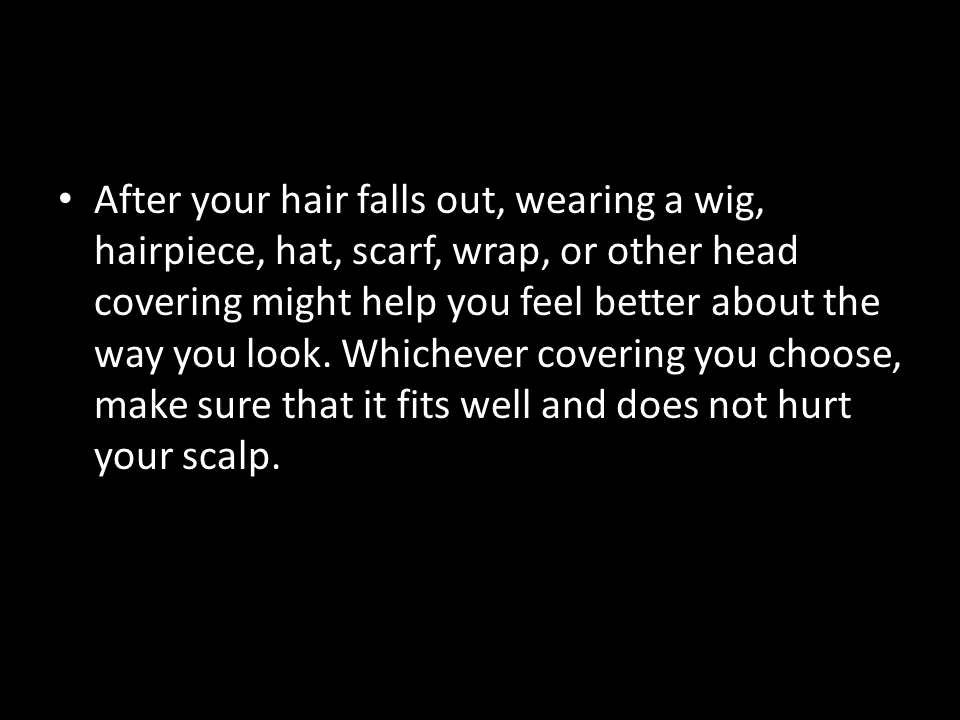 • After your hair falls out, wearing a wig,
hairpiece, hat, scarf, wrap, or other head
covering might help you feel better about the
way you look. Whichever covering you choose,
make sure that it fits well and does not hurt
your scalp.